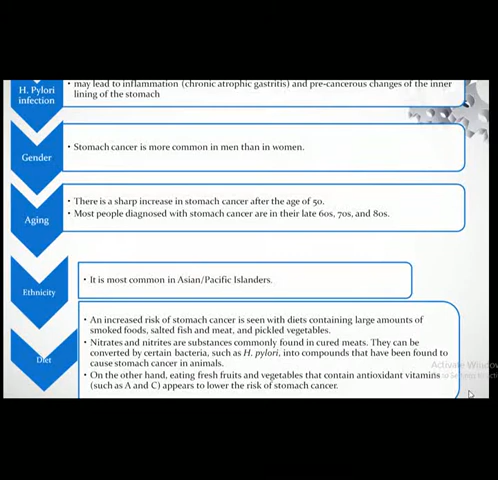 H. Pylori
infection
• may lead to inflammation (chronic atrophic gastritis) and pre-cancerous changes of the inner
lining of the stomach
Gender
• Stomach cancer is more common in men than in women.
Aging
• There is a sharp increase in stomach cancer after the age of 50.
• Most people diagnosed with stomach cancer are in their late 60s, 70s, and 80s.
Ethnicity
• It is most common in Asian/Pacific Islanders.
Diet
• An increased risk of stomach cancer is seen with diets containing large amounts of
smoked foods, salted fish and meat, and pickled vegetables.
• Nitrates and nitrites are substances commonly found in cured meats. They can be
converted by certain bacteria, such as H. pylori, into compounds that have been found to
cause stomach cancer in animals.
• On the other hand, eating fresh fruits and vegetables that contain antioxidant vitamins
(such as A and C) appears to lower the risk of stomach cancer.
Activate Window